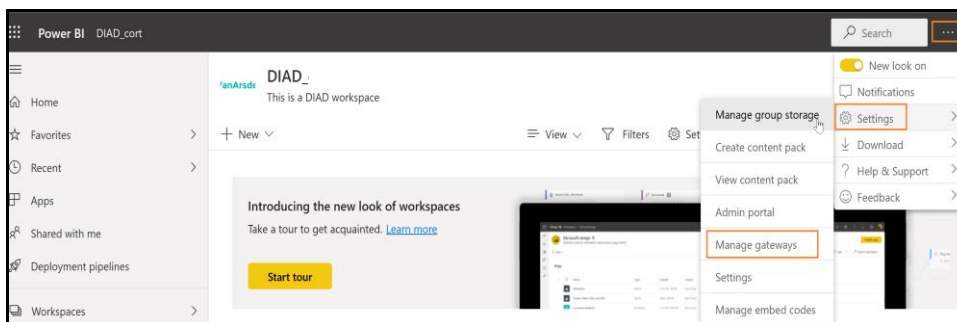 Power BI DIAD_cort
Search
New look on
Notifications
Settings
Download
Help & Support
Feedback
Manage group storage
Create content pack
View content pack
Admin portal
Manage gateways
Settings
Manage embed codes
Home
Favorites
Recent
Apps
Shared with me
Deployment pipelines
Workspaces
DIAD_
This is a DIAD workspace
New
View
Filters
Set
Introducing the new look of workspaces
Take a tour to get acquainted. Learn more
Start tour